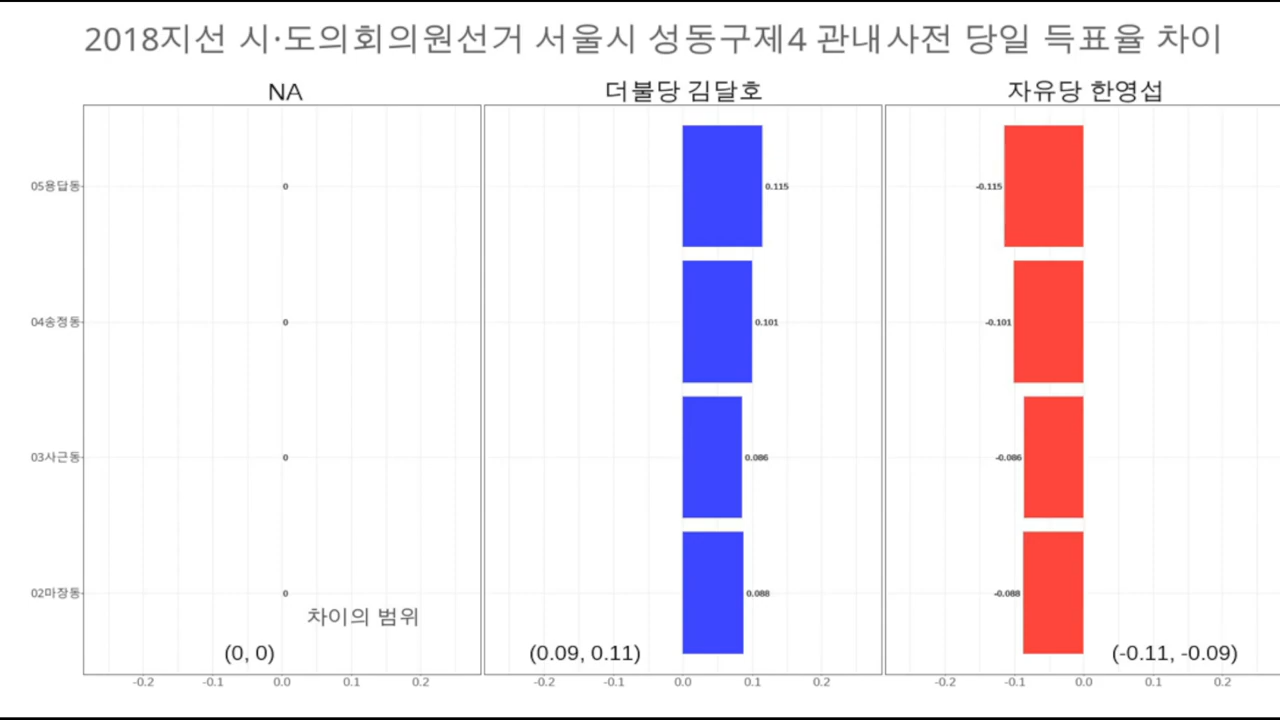 2018지선 시·도의회의원선거 서울시 성동구제4 관내사전 당일 득표율 차이
NA 더불당 김달호 자유당 한영섭
05용답동 0 0.115 -0.115
04송정동 0 0.101 -0.101
03사근동 0 0.086 -0.086
02마장동 0 0.088 -0.088
차이의 범위
(0, 0) (0.09, 0.11) (-0.11, -0.09)
-0.2 -0.1 0.0 0.1 0.2 -0.2 -0.1 0.0 0.1 0.2 -0.2 -0.1 0.0 0.1 0.2